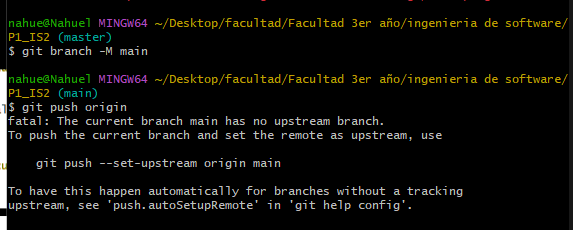 nahue@Nahuel MINGW64 ~/Desktop/facultad/Facultad 3er año/ingenieria de software/
P1_IS2 (master)
$ git branch -M main
nahue@Nahuel MINGW64 ~/Desktop/facultad/Facultad 3er año/ingenieria de software/
P1_IS2 (main)
$ git push origin
fatal: The current branch main has no upstream branch.
To push the current branch and set the remote as upstream, use
    git push --set-upstream origin main
To have this happen automatically for branches without a tracking
upstream, see 'push.autoSetupRemote' in 'git help config'.